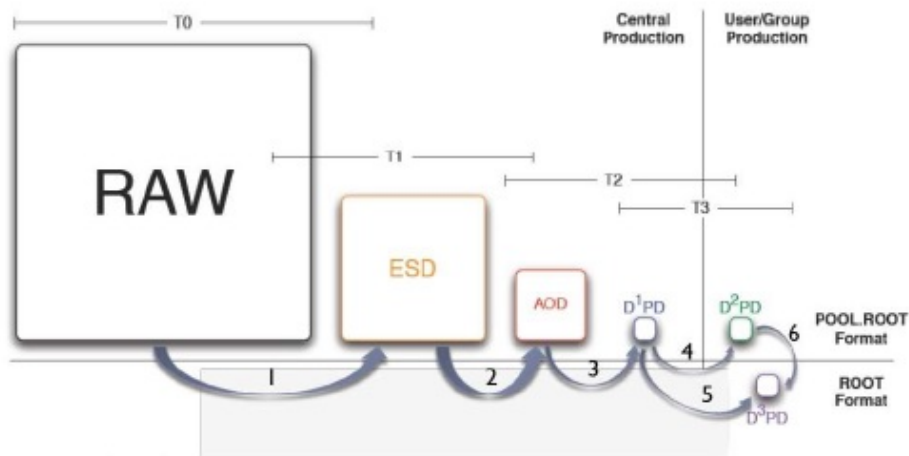 T0
Central
Production
User/Group
Production
T1
T2
T3
RAW
ESD
AOD
D¹PD
D²PD
POOL.ROOT
Format
1
2
3
4
5
6
ROOT
Format
D³PD